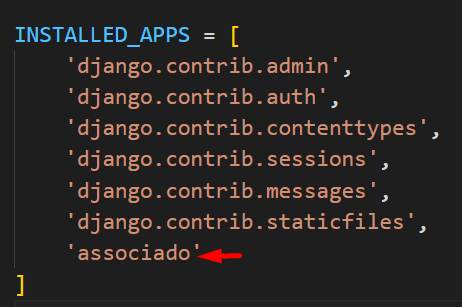 INSTALLED_APPS = [
'django.contrib.admin',
'django.contrib.auth',
'django.contrib.contenttypes',
'django.contrib.sessions',
'django.contrib.messages',
'django.contrib.staticfiles',
'associado'
]